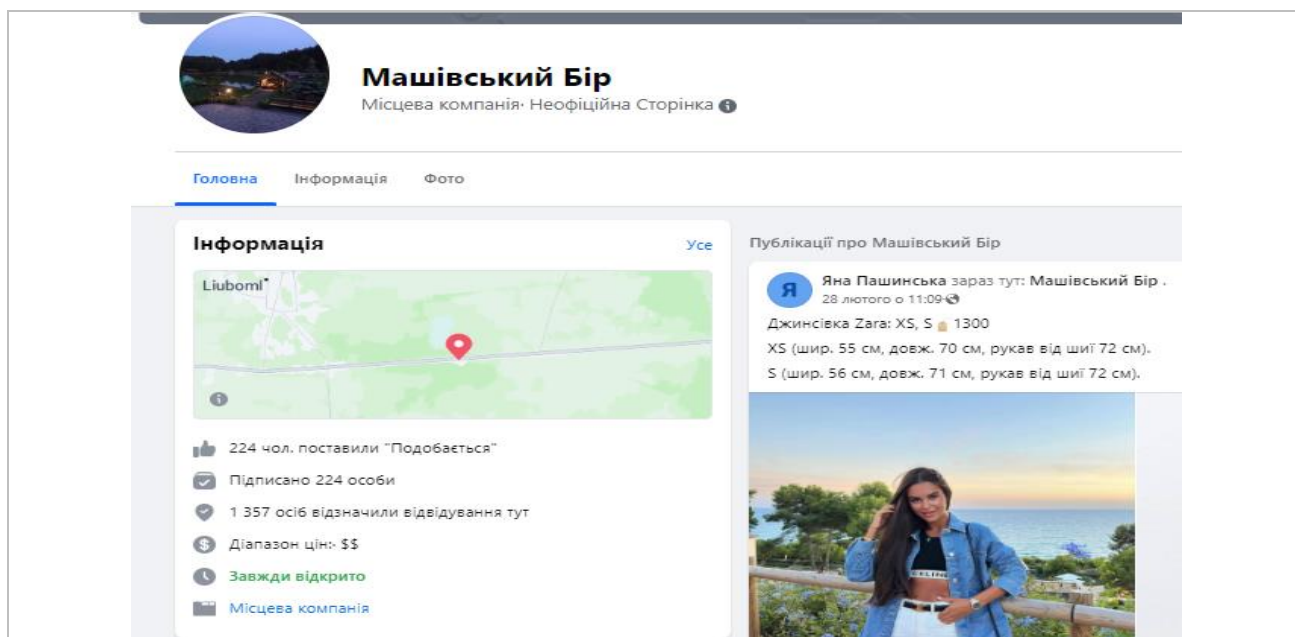 Машівський Бір
Місцева компанія· Неофіційна Сторінка
Головна Інформація Фото
Інформація
Усе
Liuboml
224 чол. поставили "Подобається"
Підписано 224 особи
1 357 осіб відзначили відвідування тут
Діапазон цін:· $$
Завжди відкрито
Місцева компанія
Публікації про Машівський Бір
Я
Яна Пашинська зараз тут: Машівський Бір .
28 лютого о 11:09
Джинсівка Zara: XS, S 1300
XS (шир. 55 см, довж. 70 см, рукав від шиї 72 см).
S (шир. 56 см, довж. 71 см, рукав від шиї 72 см).
CELINE